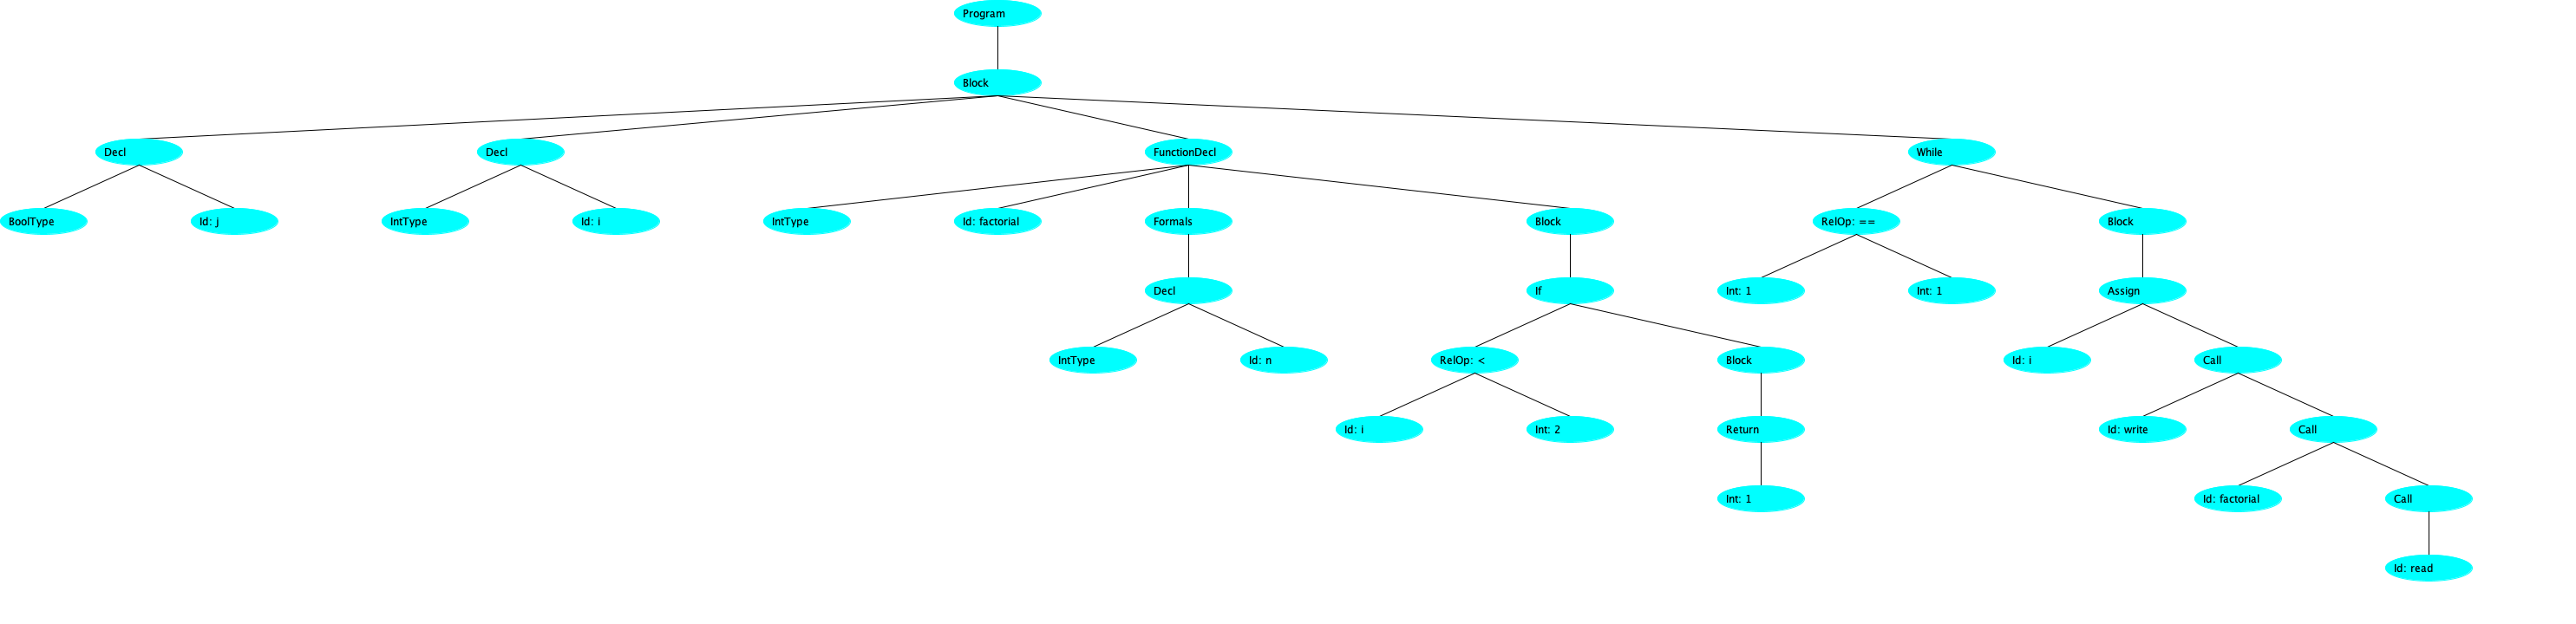 Program
Block
Decl
Decl
FunctionDecl
While
BoolType
Id: j
IntType
Id: i
IntType
Id: factorial
Formals
Block
RelOp: ==
Block
Decl
If
Int: 1
Int: 1
Assign
IntType
Id: n
RelOp: <
Block
Id: i
Call
Id: i
Int: 2
Return
Id: write
Call
Int: 1
Id: factorial
Call
Id: read